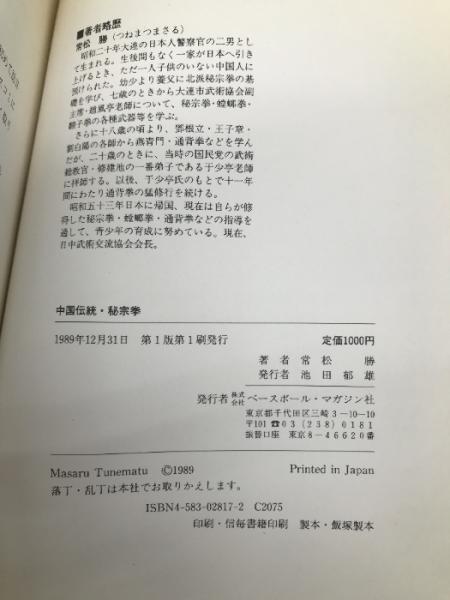 ■著者略歴
常松 勝(つねまつまさる)
昭和二十年大連の日本人警察官の二男とし
て生まれる。生後間もなく一家が日本へ引き
上げるとき、ただ一人子供のいない中国人に
預けられた。幼少より養父に北派秘宗拳の基
礎を学び、七歳のときから大連市武術協会副
主席・趙風亭老師について、秘宗拳・螳螂拳・
鞭子拳の各種武器等を学ぶ。
さらに十八歳の頃より、雲根立・王子章・
劉白陽の各師から燕青門・通背拳などを学ん
だが、二十歳のときに、当時の国民党の武術
総教官・修建池の一番弟子である于少亭老師
に拝師する。以後、于少亭氏のもとで十一年
間にわたり通背拳の猛修行を続ける。
昭和五十三年日本に帰国、現在は自らが修
得した秘宗拳・螳螂拳・通背拳などの指導を
通して、青少年の育成に努めている。現在、
日中武術交流協会会長。
中国伝統・秘宗拳
1989年12月31日 第1版第1刷発行 定価1000円
著者 常松 勝
発行者 池田郁雄
発行者 株式会社 ベースボール・マガジン社
東京都千代田区三崎3-10-10
〒101 ☎03(238)0181
振替口座 東京8-46620番
Masaru Tunematu ©1989 Printed in Japan
落丁・乱丁は本社でお取りかえします。
ISBN4-583-02817-2 C2075
印刷・信毎書籍印刷 製本・飯塚製本